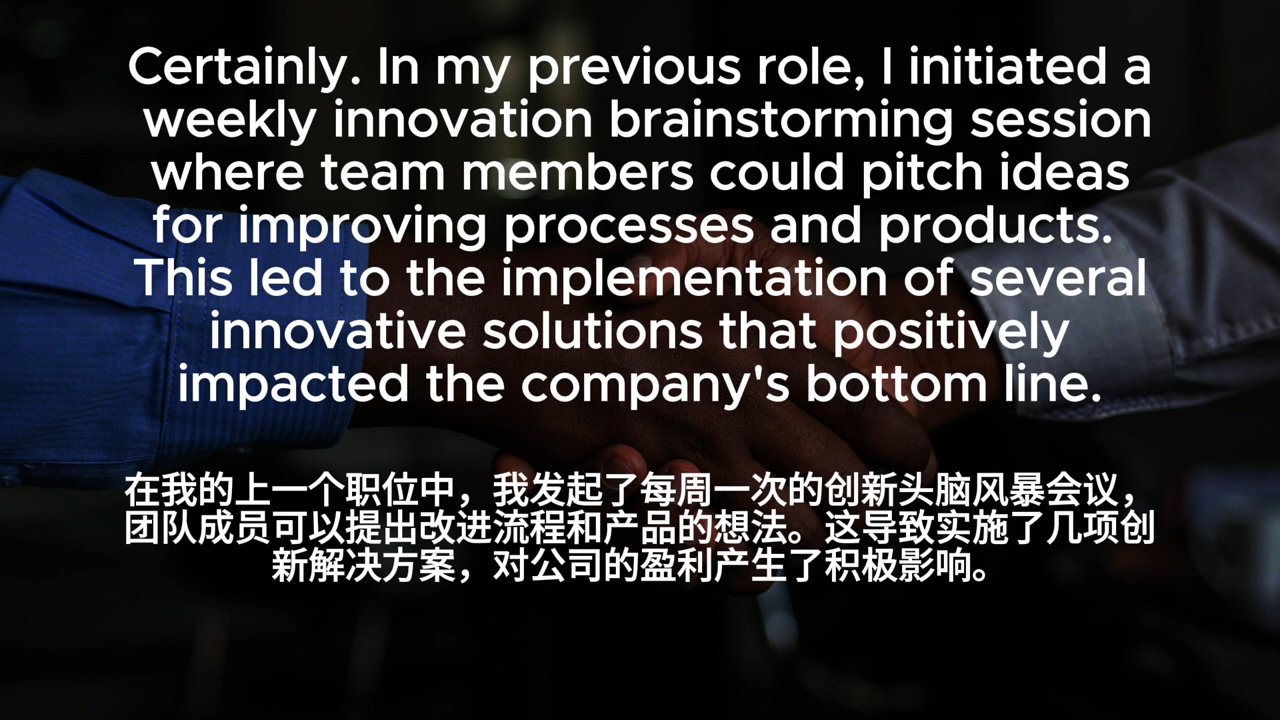 Certainly. In my previous role, I initiated a
weekly innovation brainstorming session
where team members could pitch ideas
for improving processes and products.
This led to the implementation of several
innovative solutions that positively
impacted the company's bottom line.
在我的上一个职位中，我发起了每周一次的创新头脑风暴会议，
团队成员可以提出改进流程和产品的想法。这导致实施了几项创
新解决方案，对公司的盈利产生了积极影响。